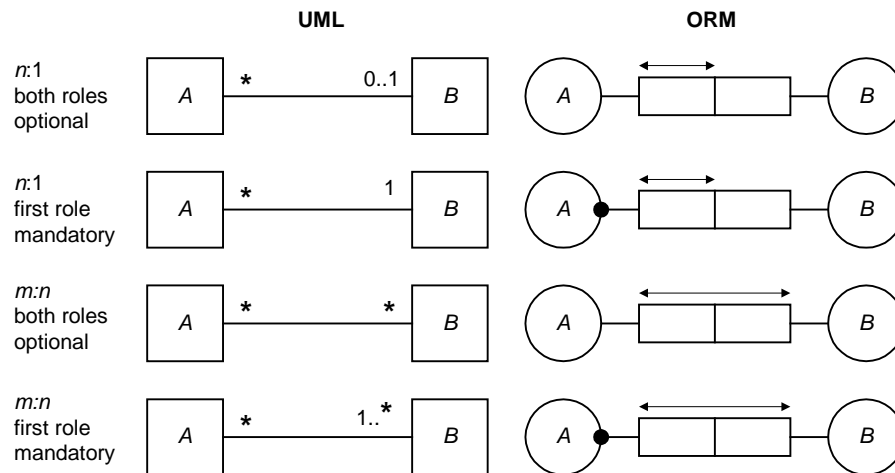 UML ORM
n:1
both roles
optional
A * 0..1 B A B
n:1
first role
mandatory
A * 1 B A B
m:n
both roles
optional
A * * B A B
m:n
first role
mandatory
A * 1..* B A B